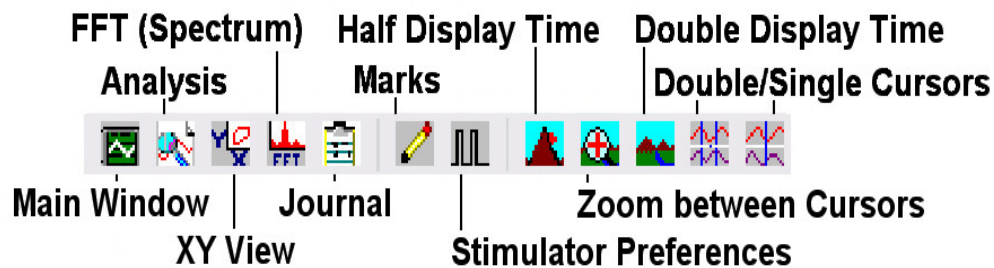 FFT (Spectrum) Half Display Time Double Display Time
Analysis Marks Double/Single Cursors
Y X FFT
Main Window Journal Zoom between Cursors
XY View Stimulator Preferences